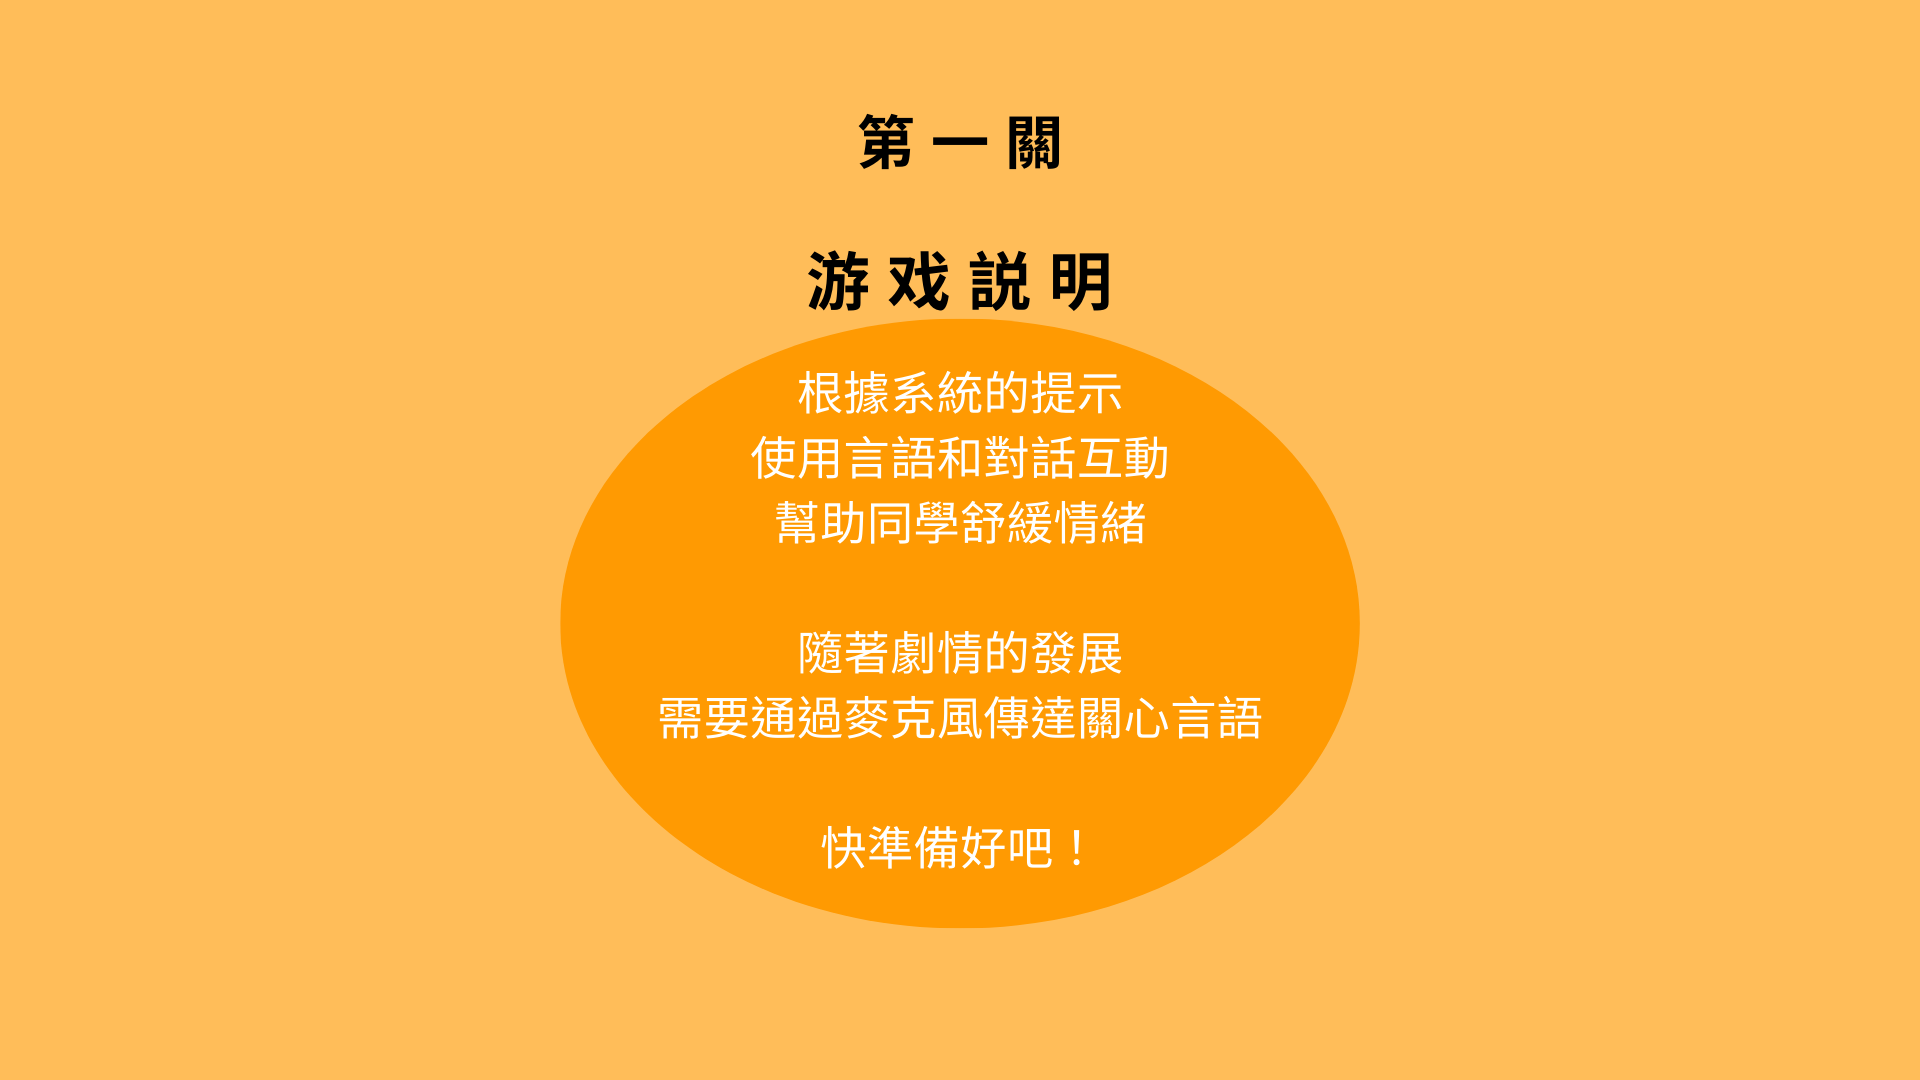 第一關
游戏説明
根據系統的提示
使用言語和對話互動
幫助同學舒緩情緒
隨著劇情的發展
需要通過麥克風傳達關心言語
快準備好吧！